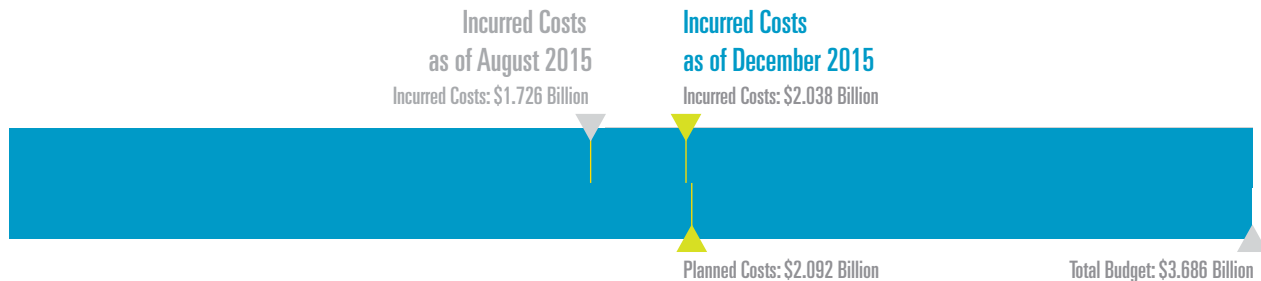 Incurred Costs
as of August 2015
Incurred Costs: $1.726 Billion
Incurred Costs
as of December 2015
Incurred Costs: $2.038 Billion
Planned Costs: $2.092 Billion
Total Budget: $3.686 Billion